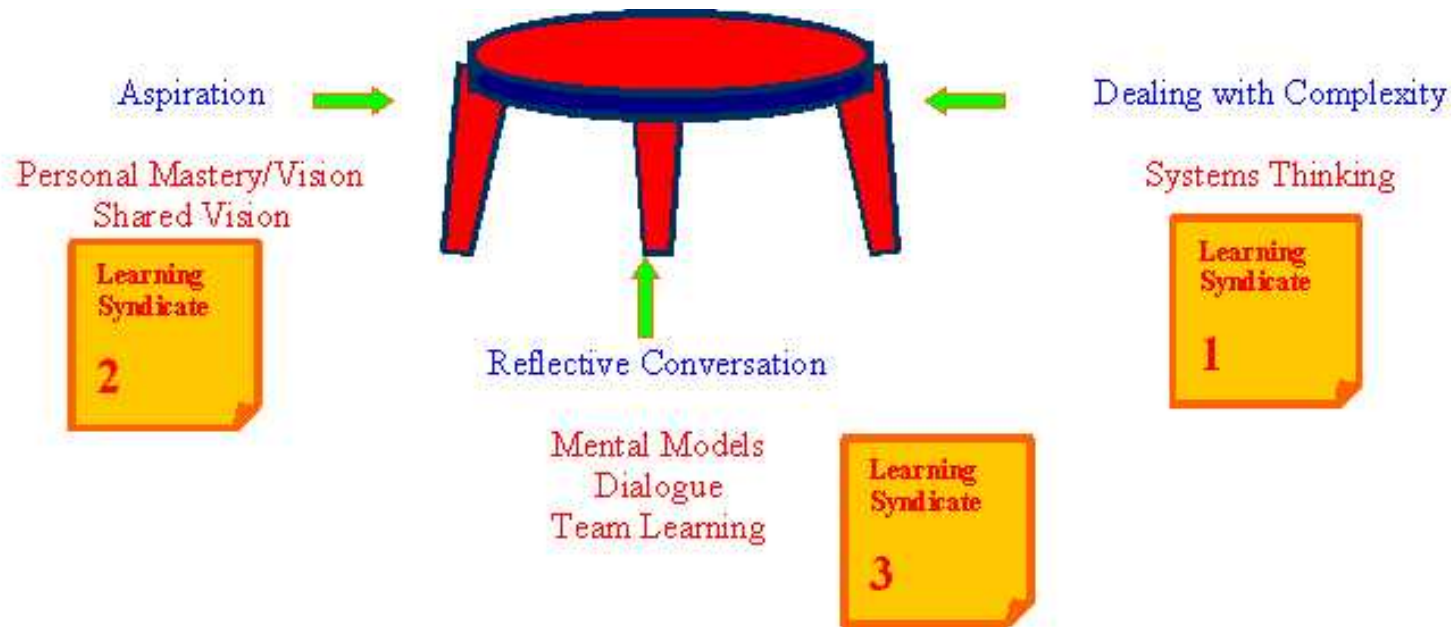 Aspiration
Personal Mastery/Vision
Shared Vision
Learning
Syndicate
2
Reflective Conversation
Mental Models
Dialogue
Team Learning
Learning
Syndicate
3
Dealing with Complexity
Systems Thinking
Learning
Syndicate
1